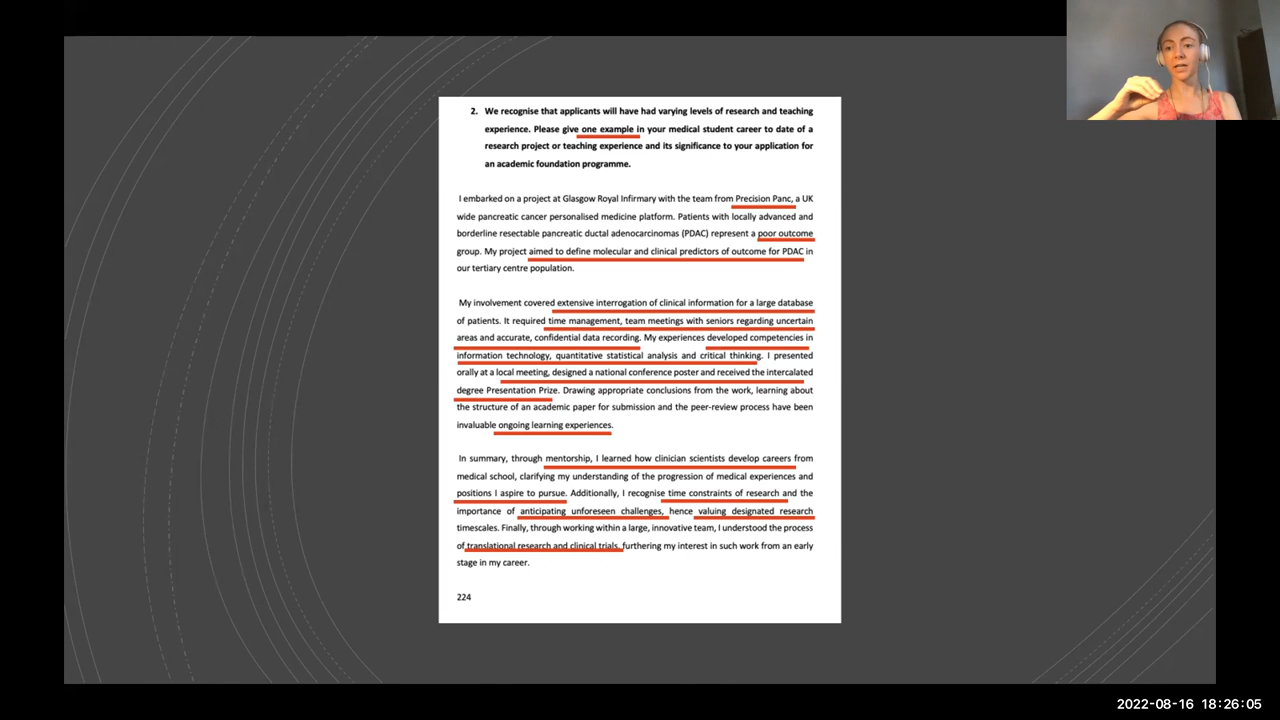 2. We recognise that applicants will have had varying levels of research and teaching
experience. Please give one example in your medical student career to date of a
research project or teaching experience and its significance to your application for
an academic foundation programme.
I embarked on a project at Glasgow Royal Infirmary with the team from Precision Panc, a UK
wide pancreatic cancer personalised medicine platform. Patients with locally advanced and
borderline resectable pancreatic ductal adenocarcinomas (PDAC) represent a poor outcome
group. My project aimed to define molecular and clinical predictors of outcome for PDAC in
our tertiary centre population.
My involvement covered extensive interrogation of clinical information for a large database
of patients. It required time management, team meetings with seniors regarding uncertain
areas and accurate, confidential data recording. My experiences developed competencies in
information technology, quantitative statistical analysis and critical thinking. I presented
orally at a local meeting, designed a national conference poster and received the intercalated
degree Presentation Prize. Drawing appropriate conclusions from the work, learning about
the structure of an academic paper for submission and the peer-review process have been
invaluable ongoing learning experiences.
In summary, through mentorship, I learned how clinician scientists develop careers from
medical school, clarifying my understanding of the progression of medical experiences and
positions I aspire to pursue. Additionally, I recognise time constraints of research and the
importance of anticipating unforeseen challenges, hence valuing designated research
timescales. Finally, through working within a large, innovative team, I understood the process
of translational research and clinical trials, furthering my interest in such work from an early
stage in my career.
224
2022-08-16 18:26:05